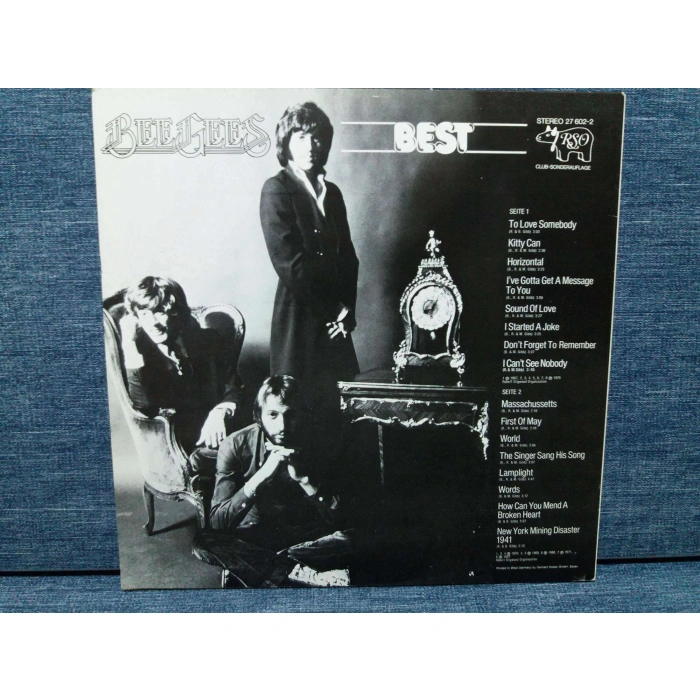 BEE GEES
BEST
STEREO 27 602-2
RSO
CLUB-SONDERAUFLAGE
SEITE 1
To Love Somebody
Kitty Can
Horizontal
I've Gotta Get A Message
To You
Sound Of Love
I Started A Joke
Don't Forget To Remember
I Can't See Nobody
SEITE 2
Massachussetts
First Of May
World
The Singer Sang His Song
Lamplight
Words
How Can You Mend A
Broken Heart
New York Mining Disaster
1941